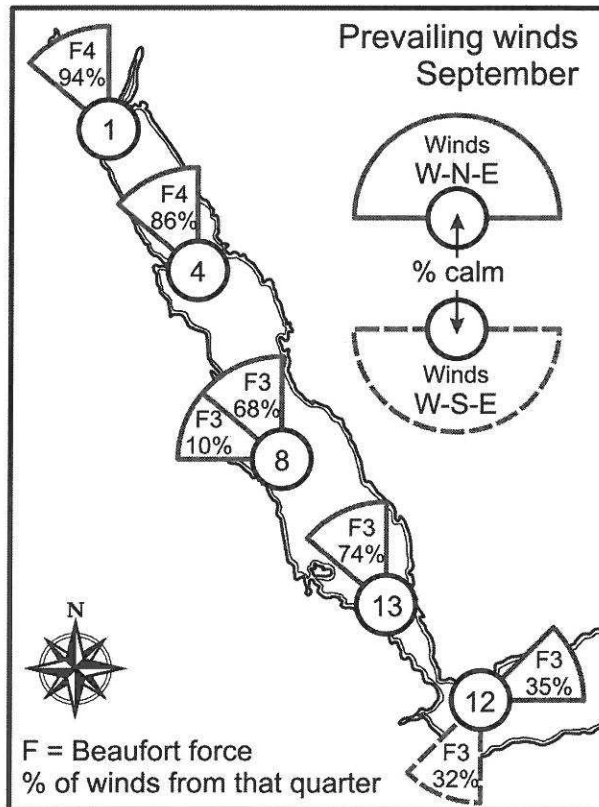 Prevailing winds
September
F4
94%
1
Winds
W-N-E
F4
86%
4
% calm
Winds
W-S-E
F3
68%
F3
10%
8
F3
74%
13
N
F3
35%
12
F3
32%
F = Beaufort force
% of winds from that quarter